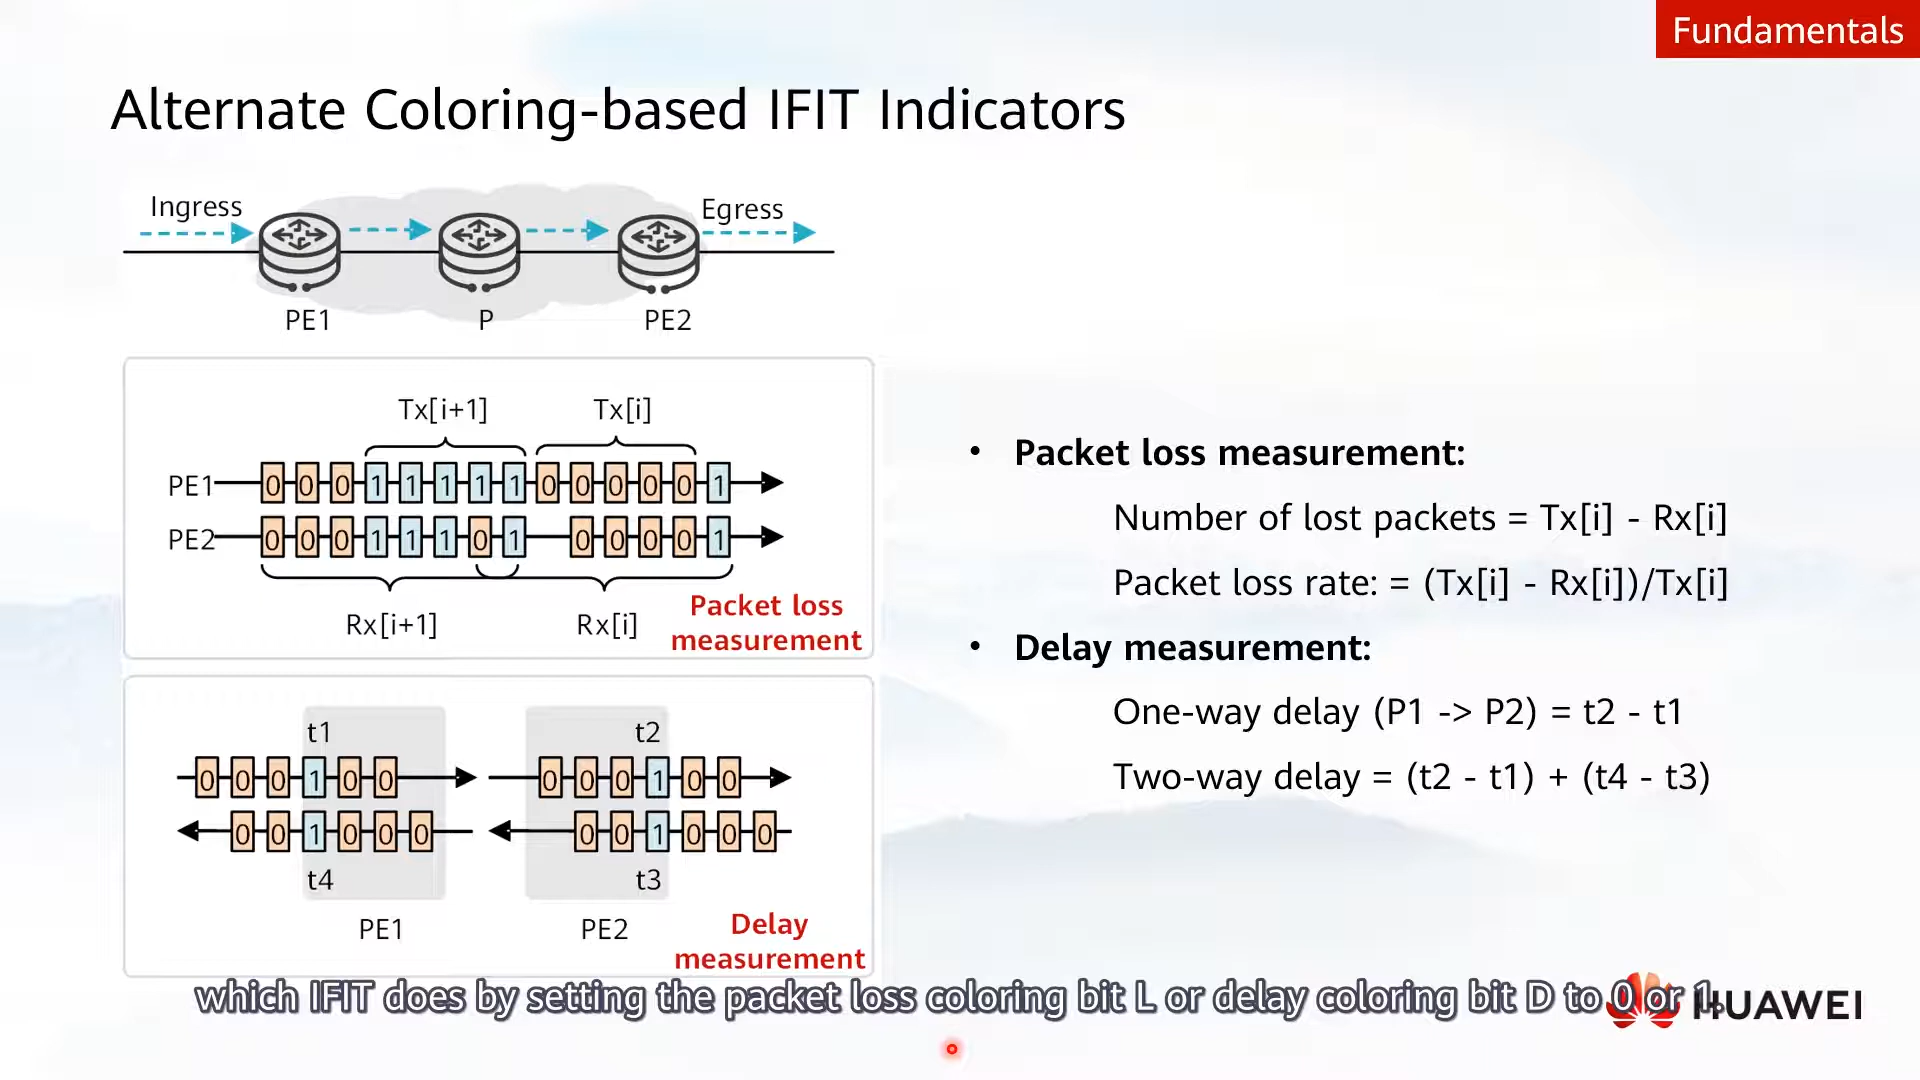 Fundamentals
Alternate Coloring-based IFIT Indicators
Ingress
Egress
PE1
P
PE2
Tx[i+1]
Tx[i]
PE1 0 0 0 1 1 1 1 1 0 0 0 0 0 1
PE2 0 0 0 1 1 1 0 1 0 0 0 0 1
Rx[i+1]
Rx[i]
Packet loss
measurement
t1
t2
0 0 0 1 0 0
0 0 0 1 0 0
0 0 1 0 0 0
0 0 1 0 0 0
t4
t3
PE1
PE2
Delay
measurement
• Packet loss measurement:
Number of lost packets = Tx[i] - Rx[i]
Packet loss rate: = (Tx[i] - Rx[i])/Tx[i]
• Delay measurement:
One-way delay (P1 -> P2) = t2 - t1
Two-way delay = (t2 - t1) + (t4 - t3)
which IFIT does by setting the packet loss coloring bit L or delay coloring bit D to 0 or 1.
HUAWEI